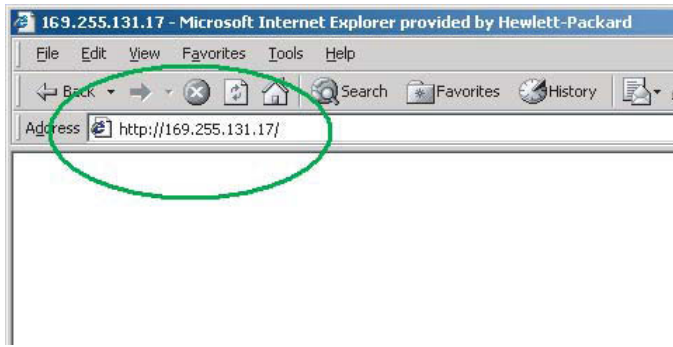 169.255.131.17 - Microsoft Internet Explorer provided by Hewlett-Packard
File Edit View Favorites Tools Help
Back Search Favorites History
Address http://169.255.131.17/